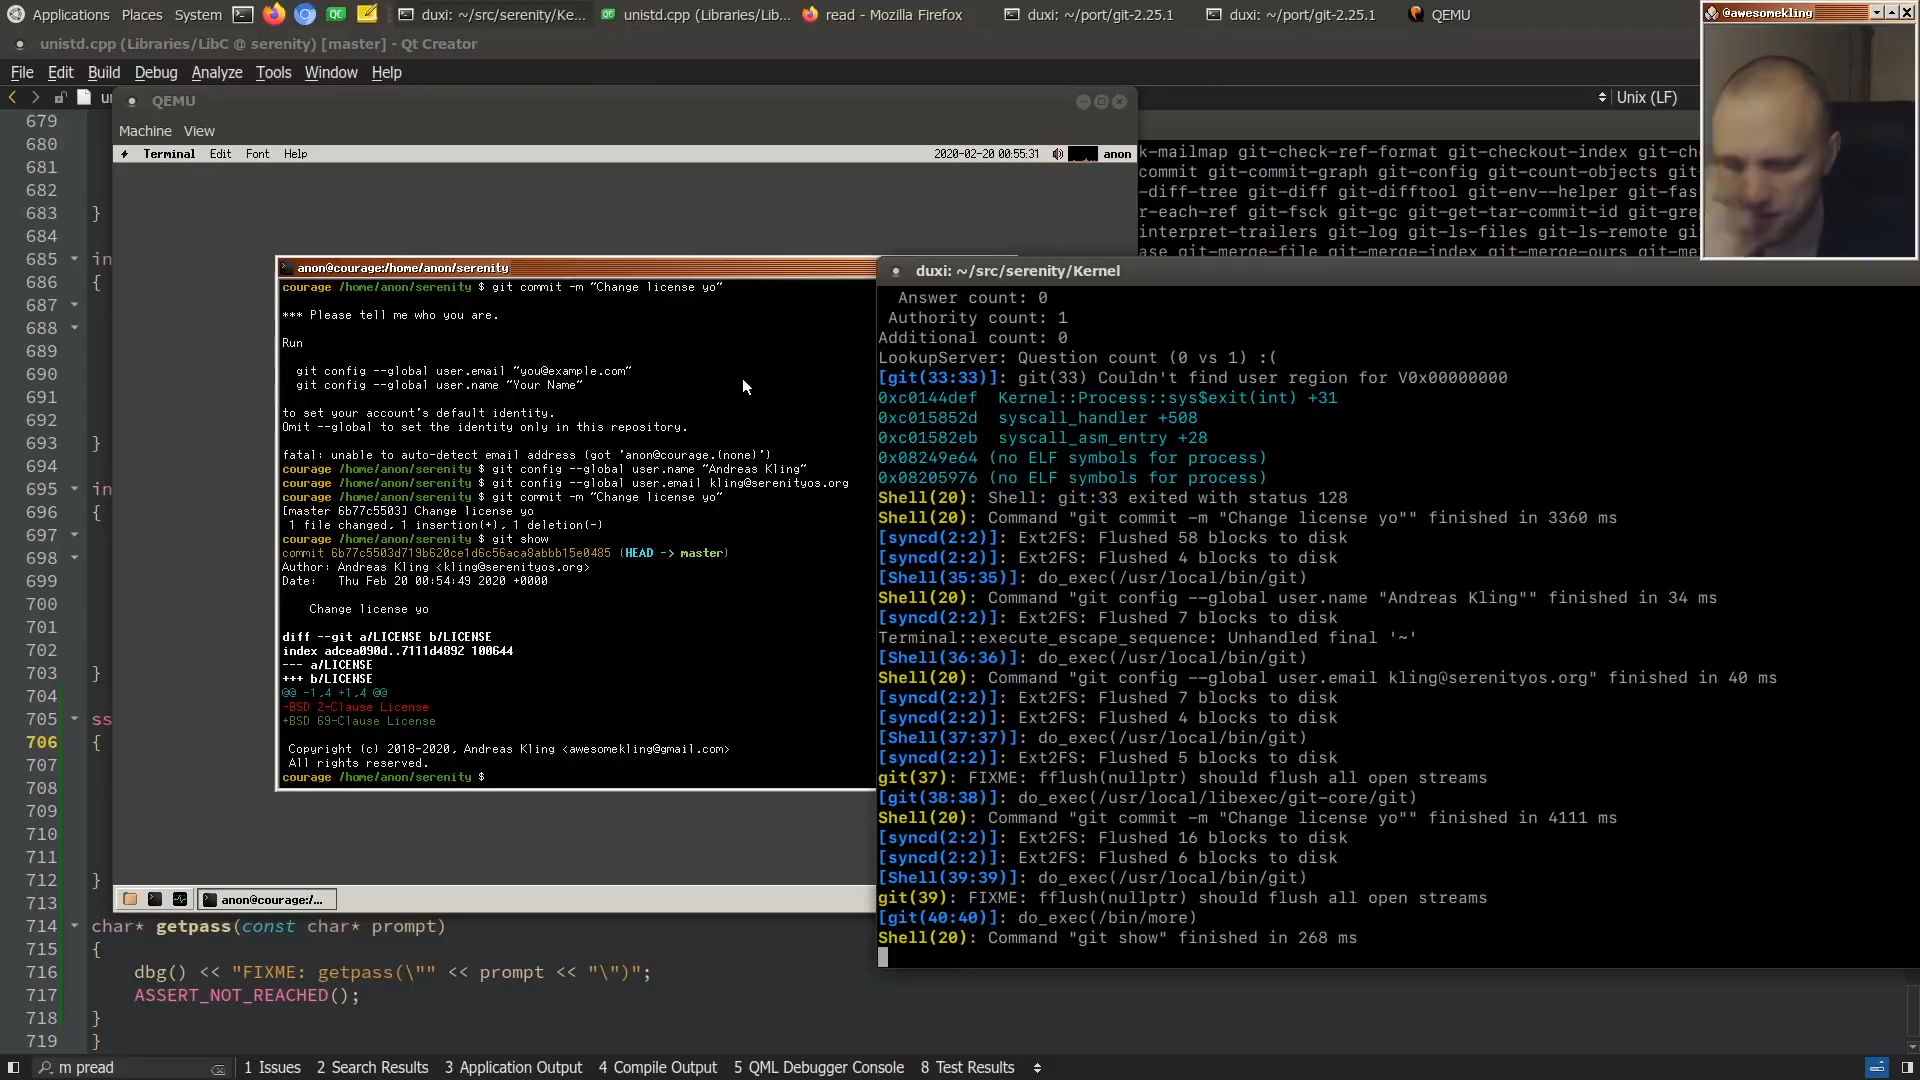 Applications Places System duxi: ~/src/serenity/Ke... unistd.cpp (Libraries/Lib... read - Mozilla Firefox duxi: ~/port/git-2.25.1 duxi: ~/port/git-2.25.1 QEMU
@awesomekling
unistd.cpp (Libraries/LibC @ serenity) [master] - Qt Creator
File Edit Build Debug Analyze Tools Window Help
Unix (LF)
QEMU
Machine View
Terminal Edit Font Help 2020-02-20 00:55:31 anon
k-mailmap git-check-ref-format git-checkout-index git-ch
commit git-commit-graph git-config git-count-objects git-
-diff-tree git-diff git-difftool git-env--helper git-fas
r-each-ref git-fsck git-gc git-get-tar-commit-id git-gre
interpret-trailers git-log git-ls-files git-ls-remote
ase git-merge-file git-merge-index git-merge-ours git-me
anon@courage:/home/anon/serenity
courage /home/anon/serenity $ git commit -m "Change license yo"
*** Please tell me who you are.
Run
git config --global user.email "you@example.com"
git config --global user.name "Your Name"
to set your account's default identity.
Omit --global to set the identity only in this repository.
fatal: unable to auto-detect email address (got 'anon@courage.(none)')
courage /home/anon/serenity $ git config --global user.name "Andreas Kling"
courage /home/anon/serenity $ git config --global user.email kling@serenityos.org
courage /home/anon/serenity $ git commit -m "Change license yo"
[master 6b77c5503] Change license yo
1 file changed, 1 insertion(+), 1 deletion(-)
courage /home/anon/serenity $ git show
commit 6b77c5503d719b620ce1d6c56aca8abbb15e0485 (HEAD -> master)
Author: Andreas Kling <kling@serenityos.org>
Date: Thu Feb 20 00:54:49 2020 +0000
Change license yo
diff --git a/LICENSE b/LICENSE
index adcea090d..7111d4892 100644
--- a/LICENSE
+++ b/LICENSE
@@ -1,4 +1,4 @@
-BSD 2-Clause License
+BSD 69-Clause License
Copyright (c) 2018-2020, Andreas Kling <awesomekling@gmail.com>
All rights reserved.
courage /home/anon/serenity $
anon@courage:/...
duxi: ~/src/serenity/Kernel
Answer count: 0
Authority count: 1
Additional count: 0
LookupServer: Question count (0 vs 1) :(
[git(33:33)]: git(33) Couldn't find user region for V0x00000000
0xc0144def Kernel::Process::sys$exit(int) +31
0xc015852d syscall_handler +508
0xc01582eb syscall_asm_entry +28
0x08249e64 (no ELF symbols for process)
0x08205976 (no ELF symbols for process)
Shell(20): Shell: git:33 exited with status 128
Shell(20): Command "git commit -m "Change license yo"" finished in 3360 ms
[syncd(2:2)]: Ext2FS: Flushed 58 blocks to disk
[syncd(2:2)]: Ext2FS: Flushed 4 blocks to disk
[Shell(35:35)]: do_exec(/usr/local/bin/git)
Shell(20): Command "git config --global user.name "Andreas Kling"" finished in 34 ms
[syncd(2:2)]: Ext2FS: Flushed 7 blocks to disk
Terminal::execute_escape_sequence: Unhandled final '~'
[Shell(36:36)]: do_exec(/usr/local/bin/git)
Shell(20): Command "git config --global user.email kling@serenityos.org" finished in 40 ms
[syncd(2:2)]: Ext2FS: Flushed 7 blocks to disk
[syncd(2:2)]: Ext2FS: Flushed 4 blocks to disk
[Shell(37:37)]: do_exec(/usr/local/bin/git)
[syncd(2:2)]: Ext2FS: Flushed 5 blocks to disk
git(37): FIXME: fflush(nullptr) should flush all open streams
[git(38:38)]: do_exec(/usr/local/libexec/git-core/git)
Shell(20): Command "git commit -m "Change license yo"" finished in 4111 ms
[syncd(2:2)]: Ext2FS: Flushed 16 blocks to disk
[syncd(2:2)]: Ext2FS: Flushed 6 blocks to disk
[Shell(39:39)]: do_exec(/usr/local/bin/git)
git(39): FIXME: fflush(nullptr) should flush all open streams
[git(40:40)]: do_exec(/bin/more)
Shell(20): Command "git show" finished in 268 ms
679
680
681
682
683 }
684
685 in
686 {
687
688
689
690
691
692
693 }
694
695 in
696 {
697
698
699
700
701
702
703 }
704
705 ss
706 {
707
708
709
710
711
712 }
713
714 char* getpass(const char* prompt)
715 {
716 dbg() << "FIXME: getpass(\"" << prompt << "\")";
717 ASSERT_NOT_REACHED();
718 }
719 }
m pread 1 Issues 2 Search Results 3 Application Output 4 Compile Output 5 QML Debugger Console 8 Test Results